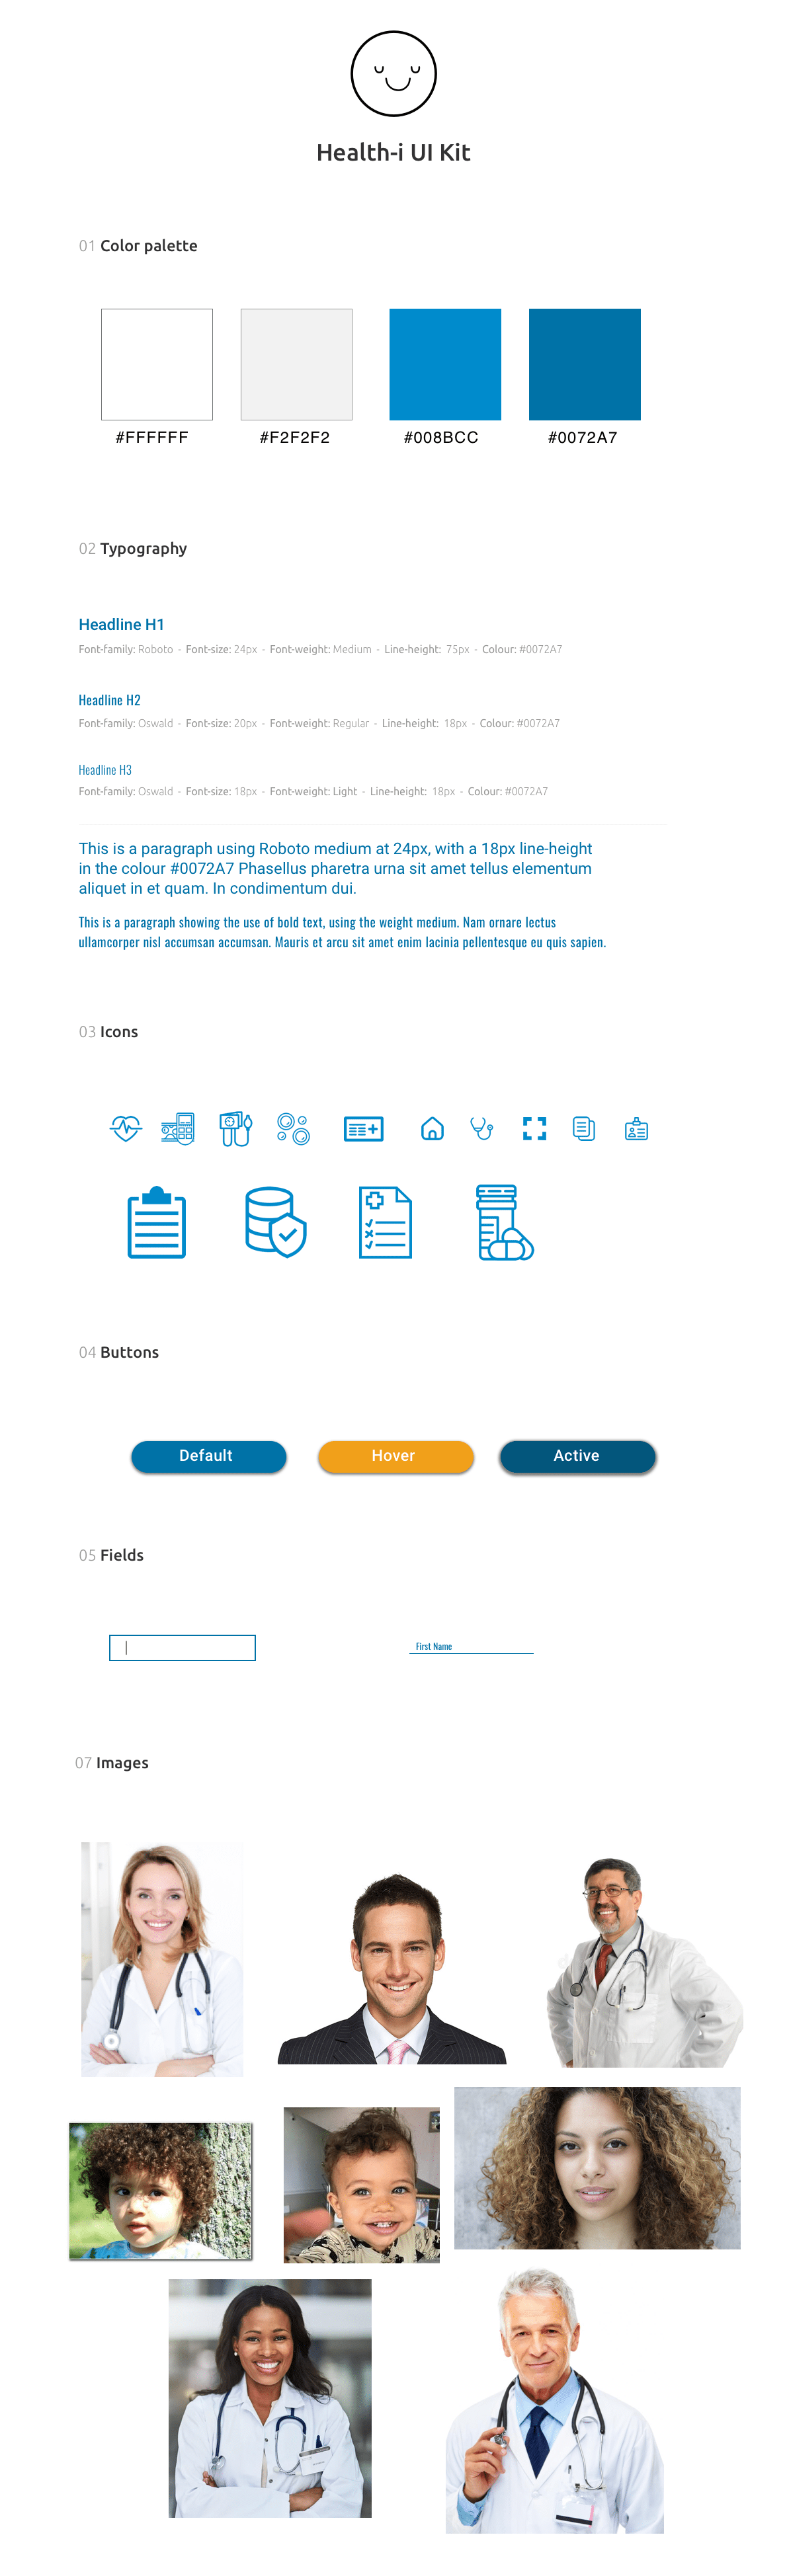 Health-i UI Kit
01 Color palette
#FFFFFF #F2F2F2 #008BCC #0072A7
02 Typography
Headline H1
Font-family: Roboto - Font-size: 24px - Font-weight: Medium - Line-height: 75px - Colour: #0072A7
Headline H2
Font-family: Oswald - Font-size: 20px - Font-weight: Regular - Line-height: 18px - Colour: #0072A7
Headline H3
Font-family: Oswald - Font-size: 18px - Font-weight: Light - Line-height: 18px - Colour: #0072A7
This is a paragraph using Roboto medium at 24px, with a 18px line-height
in the colour #0072A7 Phasellus pharetra urna sit amet tellus elementum
aliquet in et quam. In condimentum dui.
This is a paragraph showing the use of bold text, using the weight medium. Nam ornare lectus
ullamcorper nisl accumsan accumsan. Mauris et arcu sit amet enim lacinia pellentesque eu quis sapien.
03 Icons
04 Buttons
Default Hover Active
05 Fields
First Name
07 Images